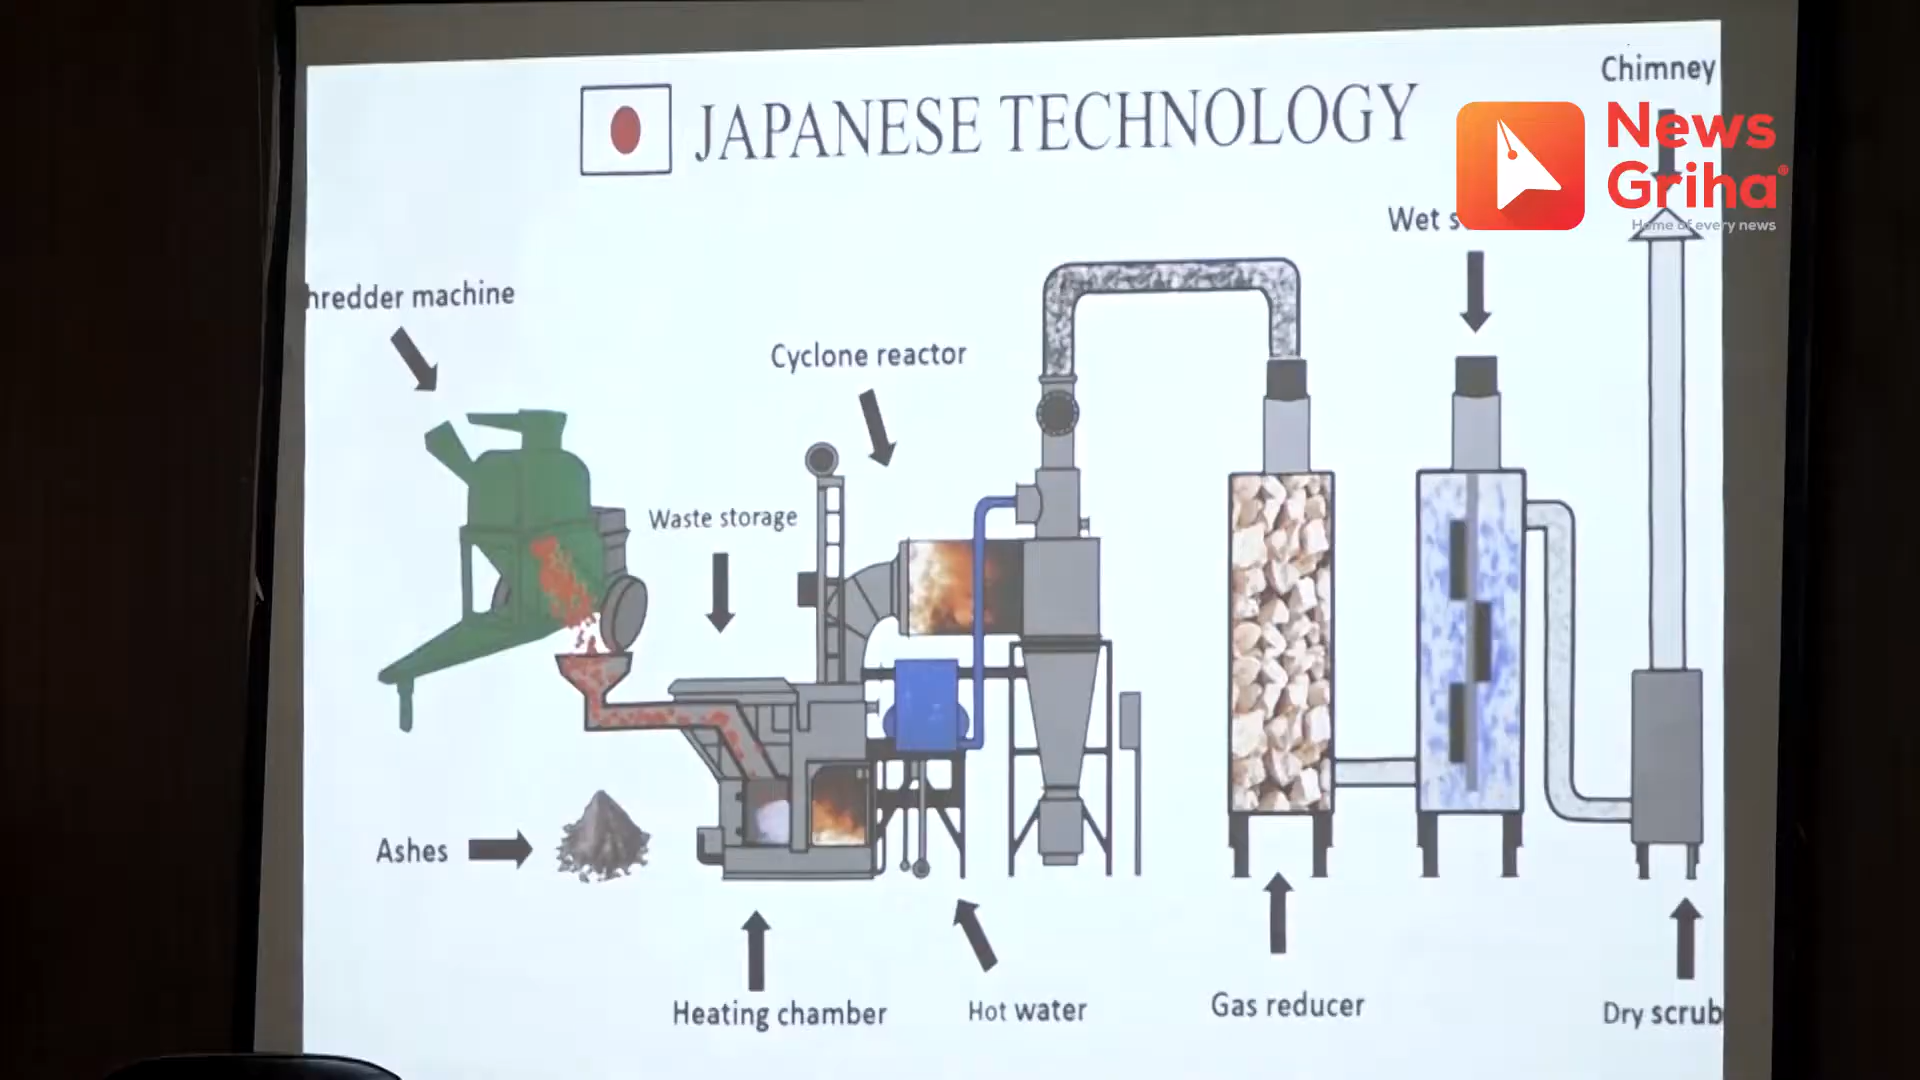 Chimney
JAPANESE TECHNOLOGY
News
Griha
Home of every news
Wet s
hredder machine
Cyclone reactor
Waste storage
Ashes
Heating chamber
Hot water
Gas reducer
Dry scrub